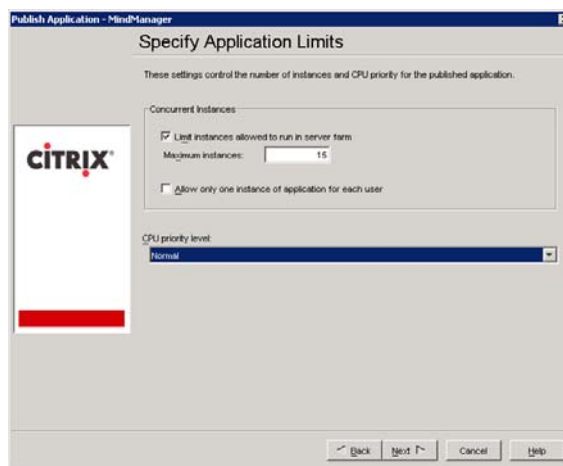 Publish Application - MindManager
Specify Application Limits
These settings control the number of instances and CPU priority for the published application.
Concurrent Instances
Limit instances allowed to run in server farm
Maximum instances: 15
Allow only one instance of application for each user
CITRIX
CPU priority level:
Normal
Back Next Cancel Help